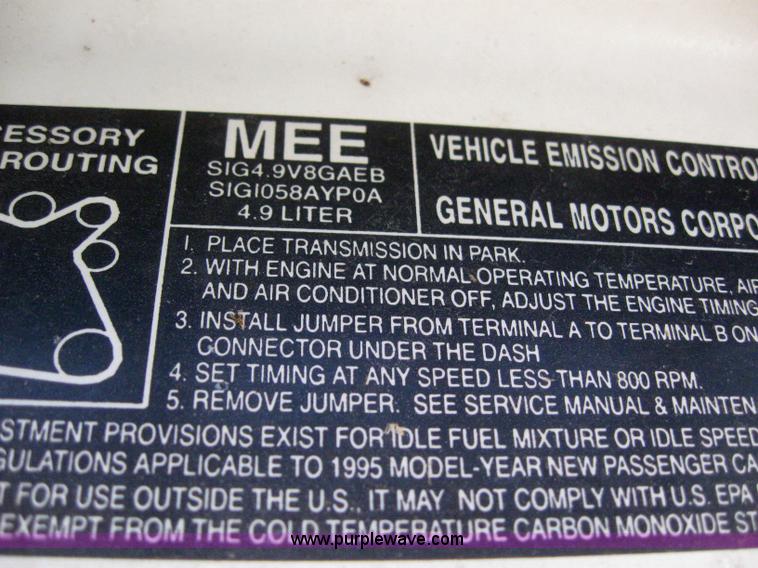 CESSORY
ROUTING
MEE
SIG4.9V8GAEB
SIGI058AYP0A
4.9 LITER
VEHICLE EMISSION CONTRO
GENERAL MOTORS CORPO
1. PLACE TRANSMISSION IN PARK.
2. WITH ENGINE AT NORMAL OPERATING TEMPERATURE, AIR
AND AIR CONDITIONER OFF, ADJUST THE ENGINE TIMING
3. INSTALL JUMPER FROM TERMINAL A TO TERMINAL B ON
CONNECTOR UNDER THE DASH
4. SET TIMING AT ANY SPEED LESS THAN 800 RPM.
5. REMOVE JUMPER. SEE SERVICE MANUAL & MAINTEN
STMENT PROVISIONS EXIST FOR IDLE FUEL MIXTURE OR IDLE SPEED
GULATIONS APPLICABLE TO 1995 MODEL-YEAR NEW PASSENGER CA
T FOR USE OUTSIDE THE U.S., IT MAY NOT COMPLY WITH U.S. EPA
EXEMPT FROM THE COLD TEMPERATURE CARBON MONOXIDE ST
www.purplewave.com